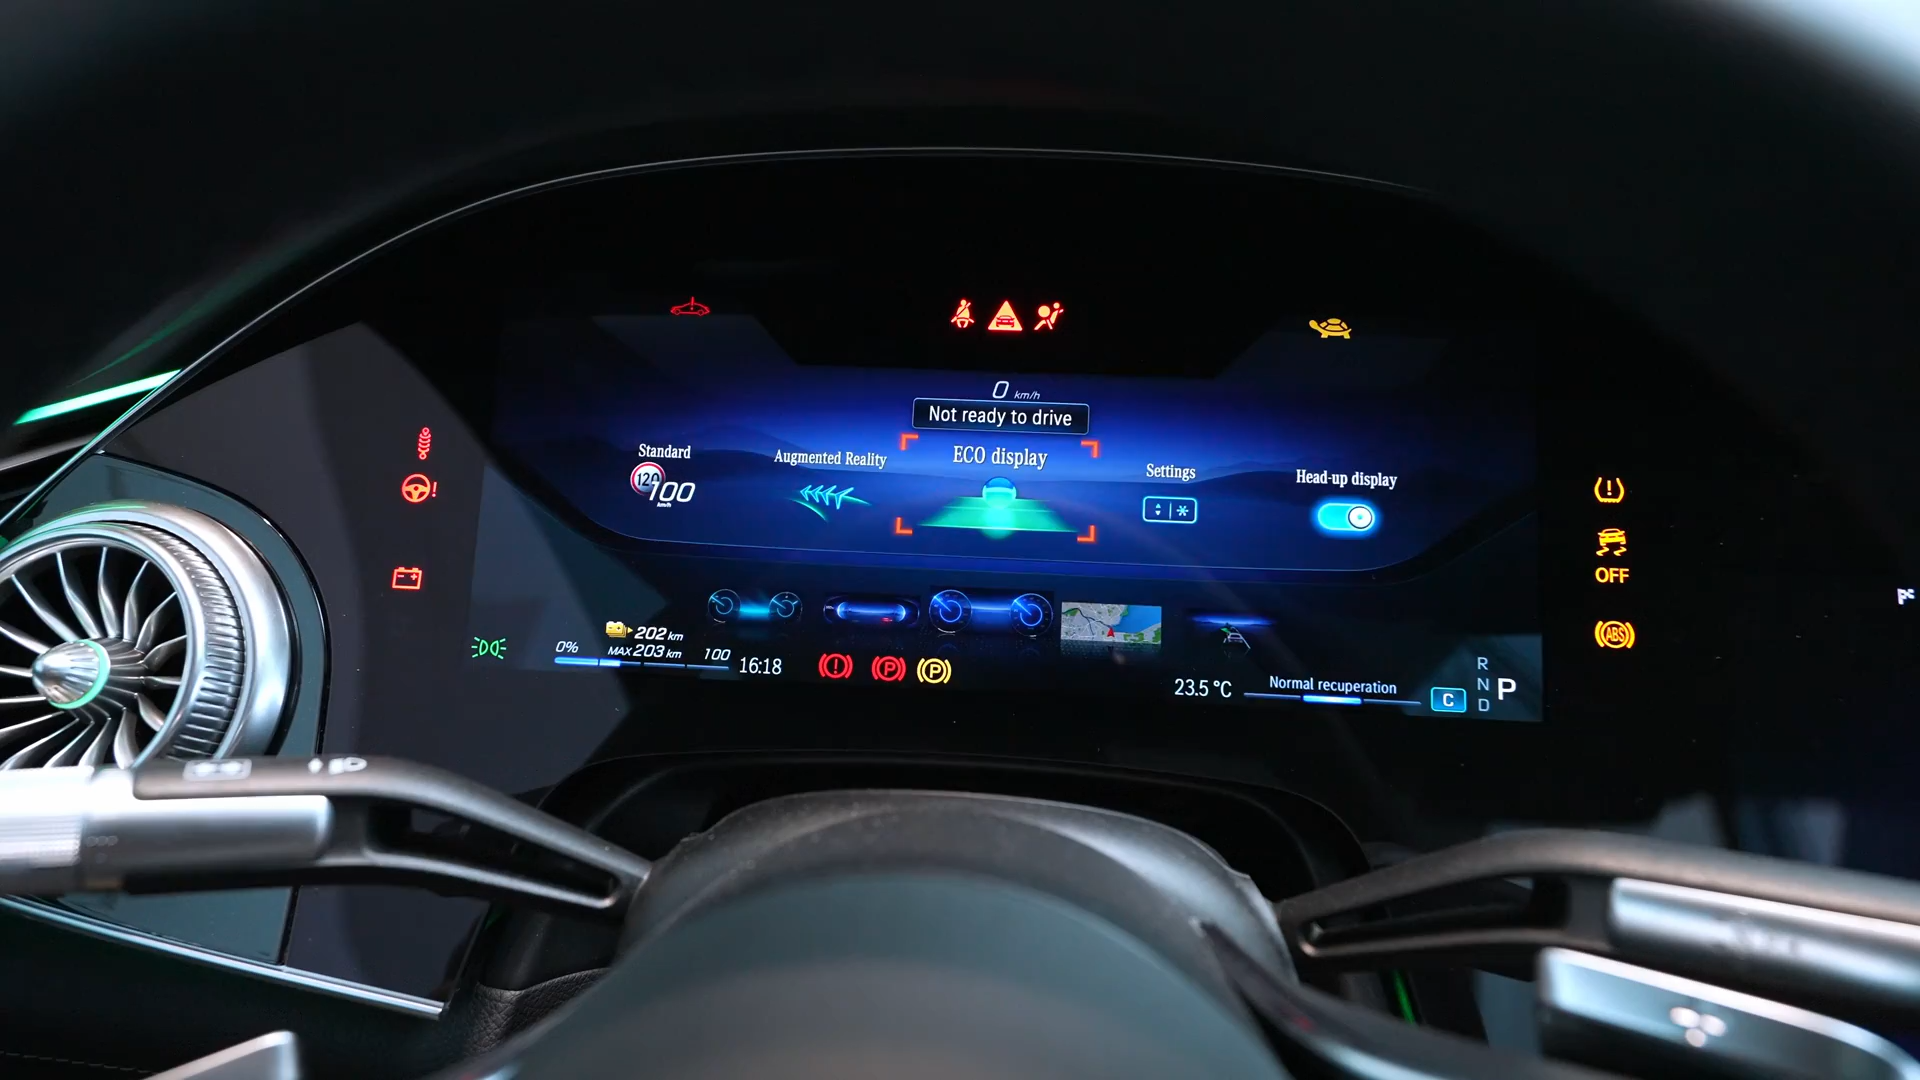 0 km/h
Not ready to drive
Standard
120
100
km/h
Augmented Reality
ECO display
Settings
Head-up display
OFF
ABS
0%
202 km
MAX 203 km
100
16:18
P
P
23.5 °C
Normal recuperation
C
R
N
D
P